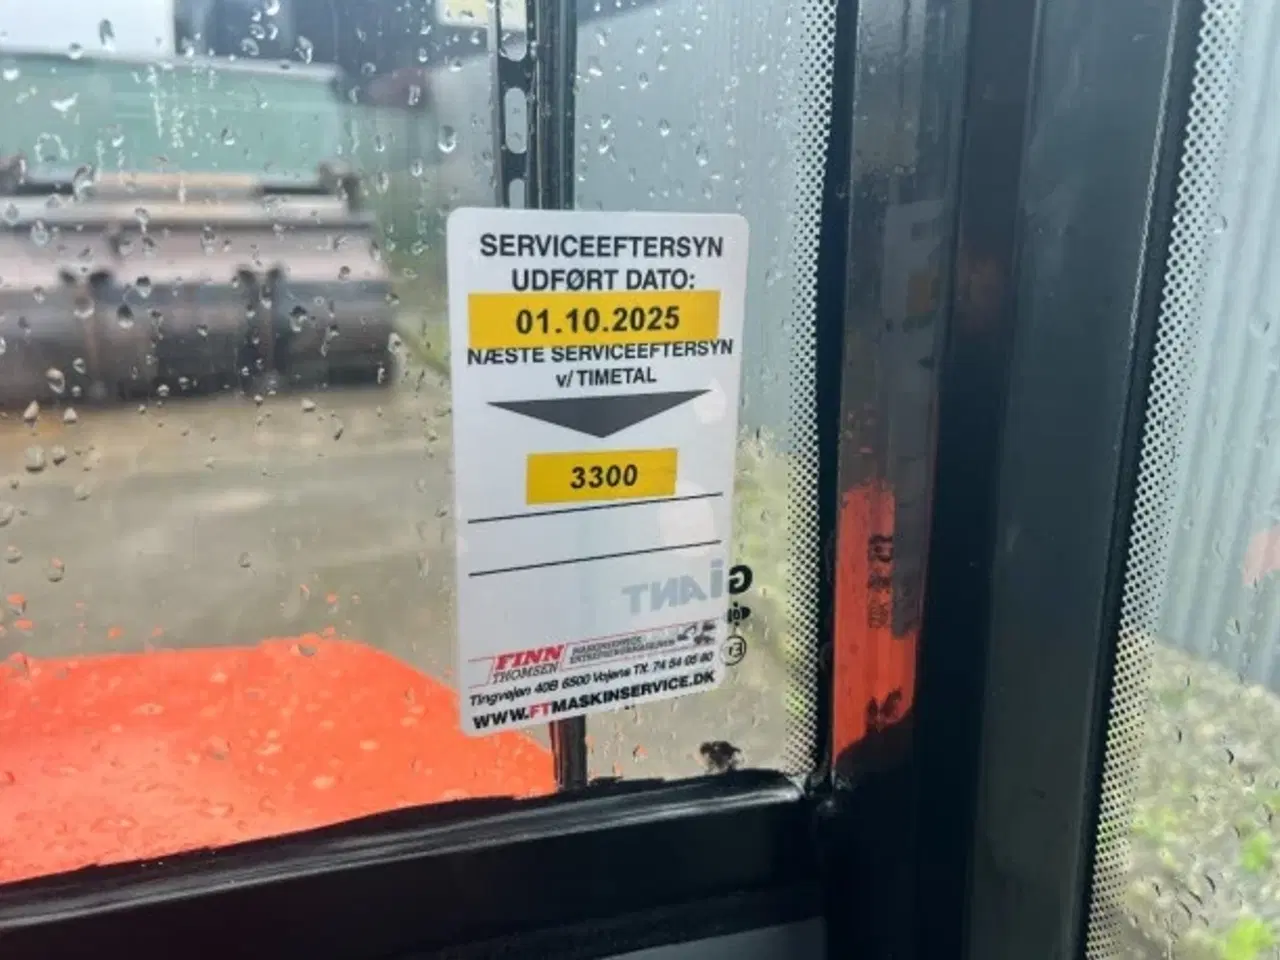 SERVICEEFTERSYN
UDFØRT DATO:
01.10.2025
NÆSTE SERVICEEFTERSYN
v/TIMETAL
3300
GiANT
FINN
THOMSEN
Tingvejen 40B 6500 Vojens Tlf. 74 54 05 80
WWW.FTMASKINSERVICE.DK